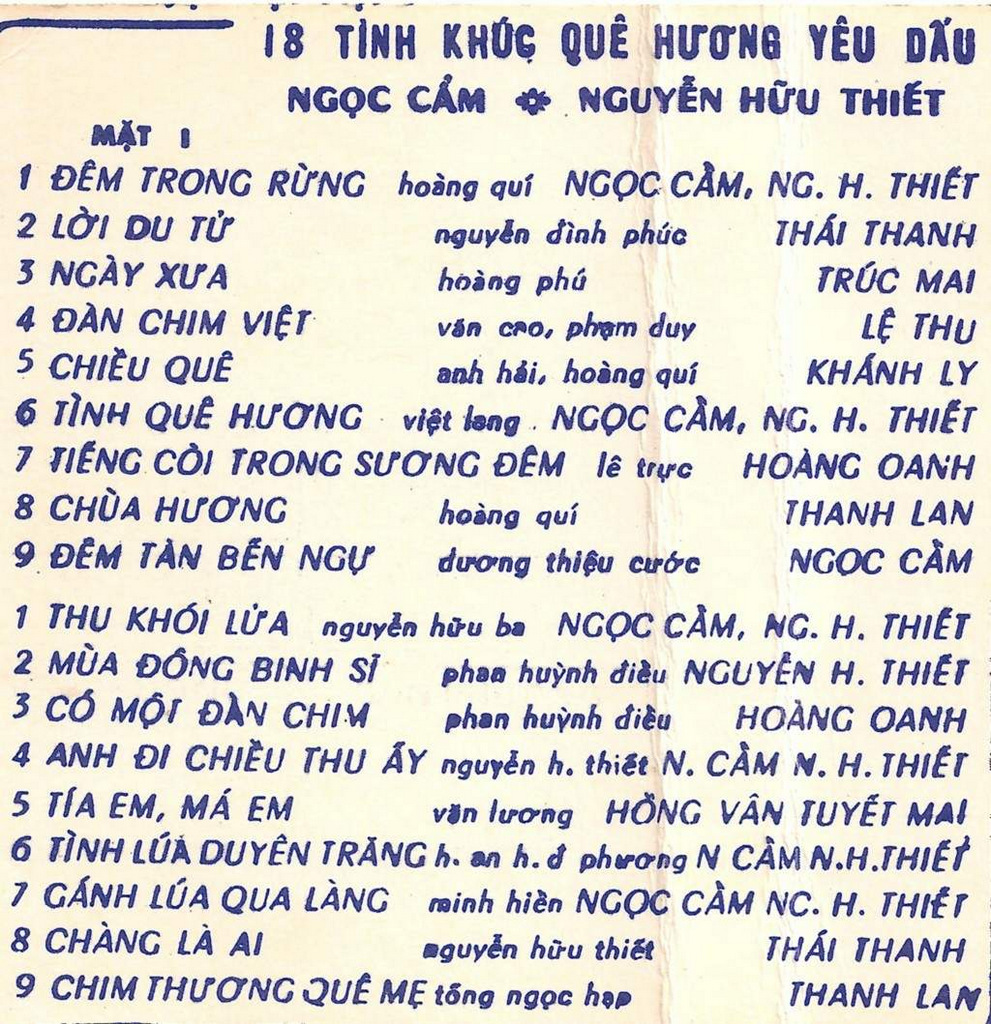 18 TÌNH KHÚC QUÊ HƯƠNG YÊU DẤU
NGỌC CẨM ✵ NGUYỄN HỮU THIẾT
MẶT 1
1 ĐÊM TRONG RỪNG hoàng quí NGỌC CẨM, NG. H. THIẾT
2 LỜI DU TỬ nguyễn đình phúc THÁI THANH
3 NGÀY XƯA hoàng phú TRÚC MAI
4 ĐÀN CHIM VIỆT văn cao, phạm duy LỆ THU
5 CHIỀU QUÊ anh hải, hoàng quí KHÁNH LY
6 TÌNH QUÊ HƯƠNG việt lang NGỌC CẨM, NG. H. THIẾT
7 TIẾNG CÒI TRONG SƯƠNG ĐÊM lê trực HOÀNG OANH
8 CHÙA HƯƠNG hoàng quí THANH LAN
9 ĐÊM TÀN BẾN NGỰ dương thiệu cước NGỌC CẨM
1 THU KHÓI LỬA nguyễn hữu ba NGỌC CẨM, NG. H. THIẾT
2 MÙA ĐÔNG BINH SĨ phan huỳnh điều NGUYỄN H. THIẾT
3 CÓ MỘT ĐÀN CHIM phan huỳnh điều HOÀNG OANH
4 ANH ĐI CHIỀU THU ẤY nguyễn h. thiết N. CẨM N. H. THIẾT
5 TÍA EM, MÁ EM văn lương HỒNG VÂN TUYẾT MAI
6 TÌNH LÚA DUYÊN TRĂNG h. an h. đ phương N CẨM N.H.THIẾT
7 GÁNH LÚA QUA LÀNG minh hiền NGỌC CẨM NG. H. THIẾT
8 CHÀNG LÀ AI nguyễn hữu thiết THÁI THANH
9 CHIM THƯƠNG QUÊ MẸ tống ngọc hạp THANH LAN